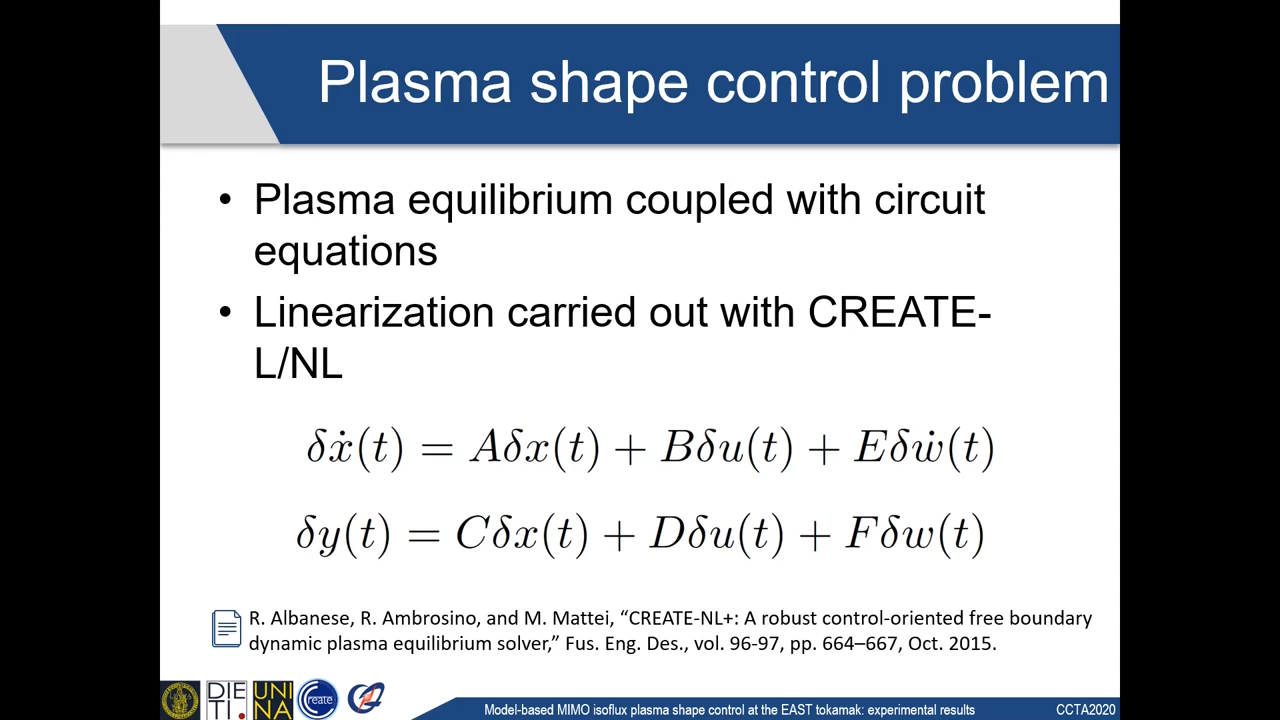 Plasma shape control problem
• Plasma equilibrium coupled with circuit
equations
• Linearization carried out with CREATE-
L/NL
δẋ(t) = Aδx(t) + Bδu(t) + Eδẇ(t)
δy(t) = Cδx(t) + Dδu(t) + Fδw(t)
R. Albanese, R. Ambrosino, and M. Mattei, “CREATE-NL+: A robust control-oriented free boundary
dynamic plasma equilibrium solver,” Fus. Eng. Des., vol. 96-97, pp. 664–667, Oct. 2015.
DIE
TI.
UNI
NA
create
Model-based MIMO isoflux plasma shape control at the EAST tokamak: experimental results
CCTA2020